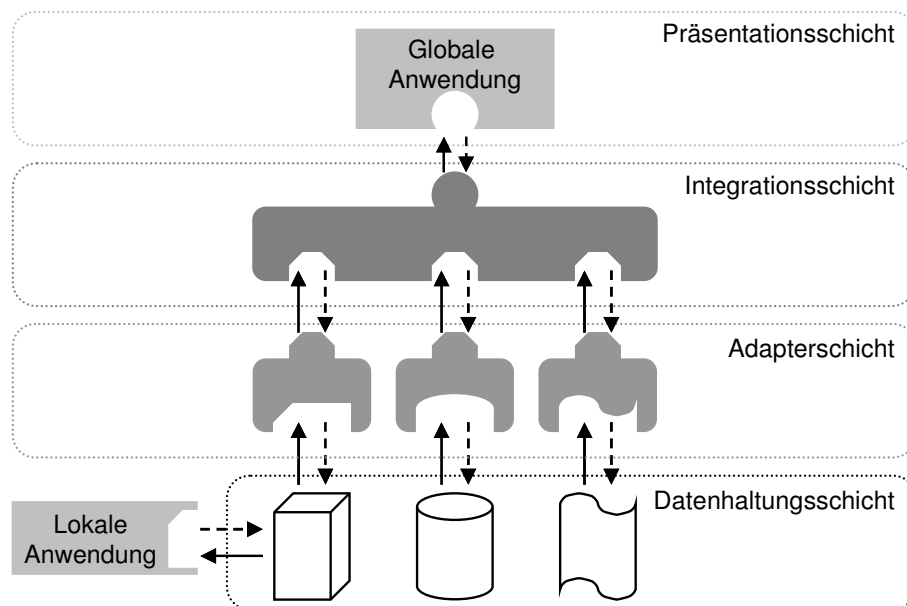 Präsentationsschicht
Globale
Anwendung
Integrationsschicht
Adapterschicht
Datenhaltungsschicht
Lokale
Anwendung